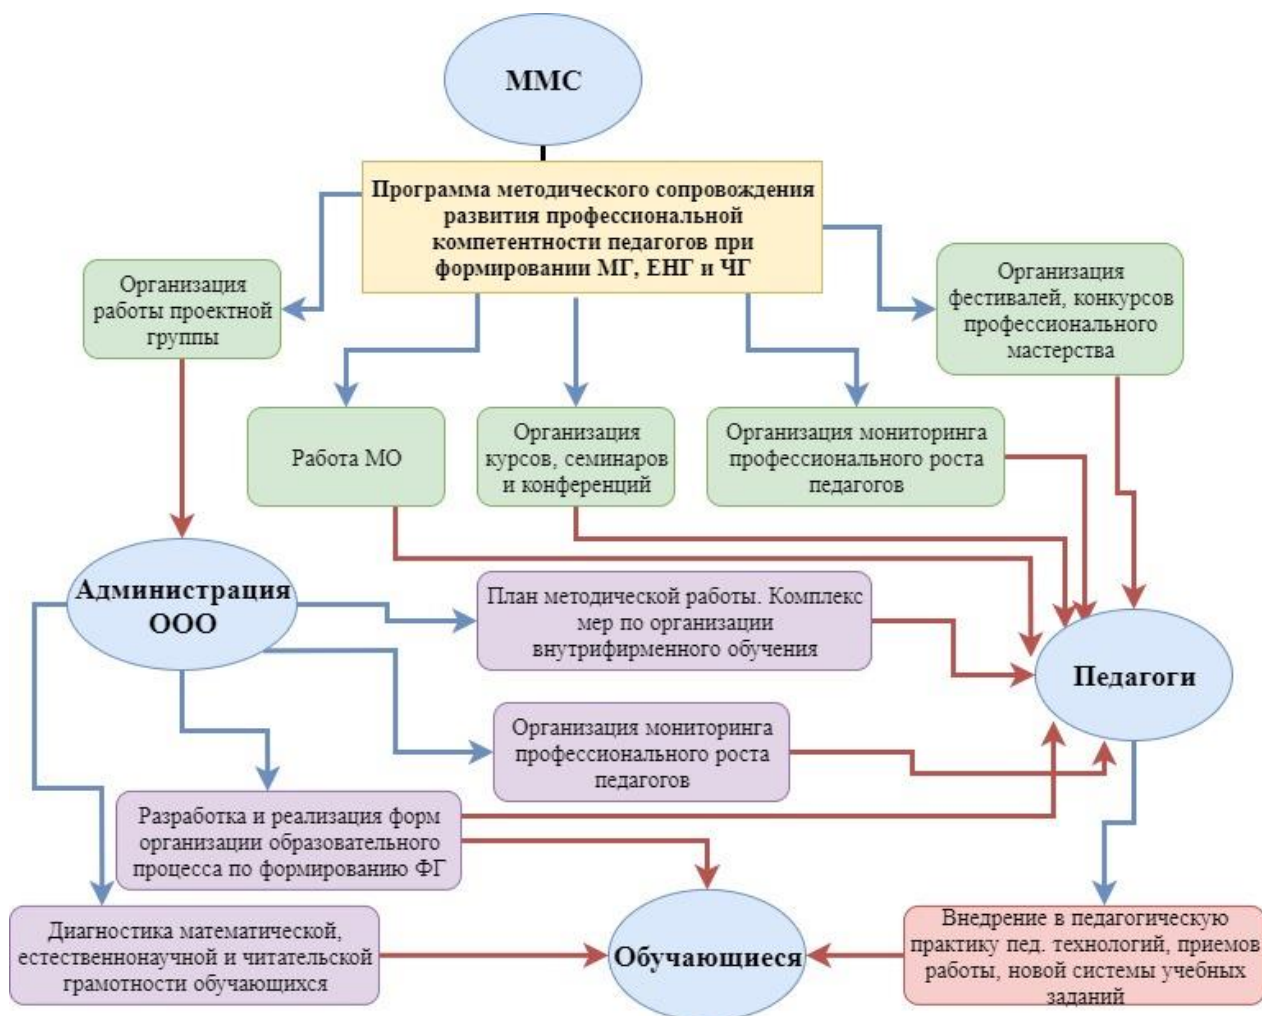 ММС
Программа методического сопровождения
развития профессиональной
компетентности педагогов при
формировании МГ, ЕНГ и ЧГ
Организация
работы проектной
группы
Организация
фестивалей, конкурсов
профессионального
мастерства
Работа МО
Организация
курсов, семинаров
и конференций
Организация мониторинга
профессионального роста
педагогов
Администрация
ООО
План методической работы. Комплекс
мер по организации
внутрифирменного обучения
Педагоги
Организация мониторинга
профессионального роста
педагогов
Разработка и реализация форм
организации образовательного
процесса по формированию ФГ
Диагностика математической,
естественнонаучной и читательской
грамотности обучающихся
Обучающиеся
Внедрение в педагогическую
практику пед. технологий, приемов
работы, новой системы учебных
заданий